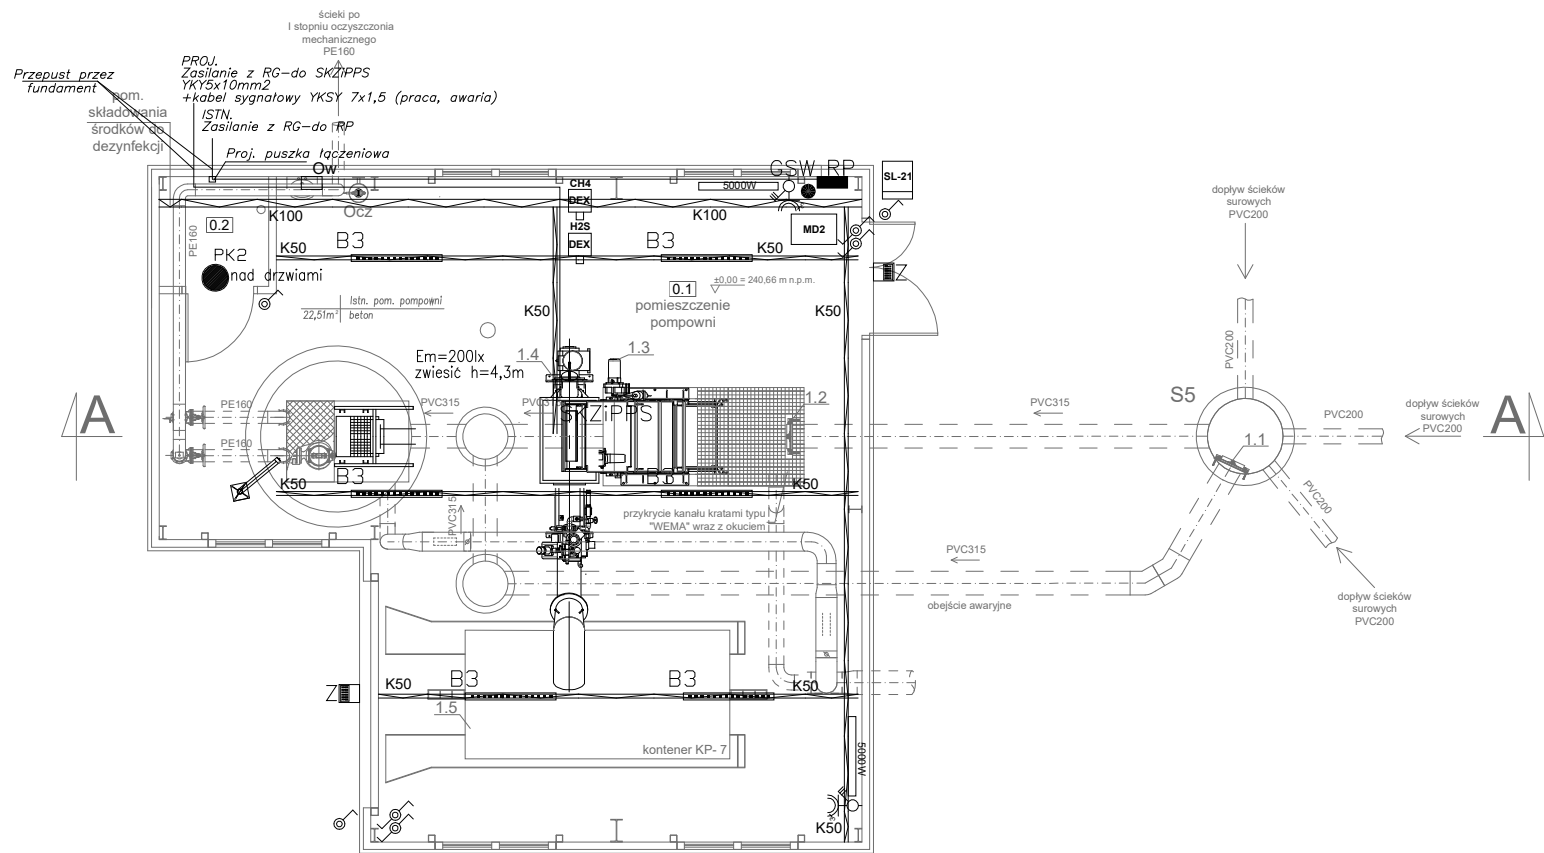 ścieki po
I stopniu oczyszczonia
mechanicznego
PE160
PROJ.
Zasilanie z RG-do SKZiPPS
YKY5x10mm2
+kabel sygnałowy YKSY 7x1,5 (praca, awaria)
ISTN.
Zasilanie z RG-do RP
Przepust przez
fundament
pom.
składowania
środków do
dezynfekcji
Proj. puszka łączeniowa
Ow
Ocz
CH4
DEX
H2S
DEX
5000W
GSW RP
SL-21
MD2
K100
K100
0.2
PE160
PK2
nad drzwiami
K50
B3
B3
K50
Z
±0,00 = 240,66 m n.p.m.
0.1
pomieszczenie
pompowni
Istn. pom. pompowni
22,51m² beton
K50
K50
Em=200lx
zwiesić h=4,3m
1.4
1.3
1.2
SKZiPPS
PE160
PE160
PVC315
PVC3
PVC315
A
A
S5
1.1
dopływ ścieków
surowych
PVC200
PVC200
PVC200
dopływ ścieków
surowych
PVC200
PVC200
dopływ ścieków
surowych
PVC200
K50
B3
B3
K50
PVC315
przykrycie kanału kratami typu
"WEMA" wraz z okuciem
PVC315
obejście awaryjne
Z
K50
B3
B3
K50
1.5
kontener KP- 7
5000W
K50